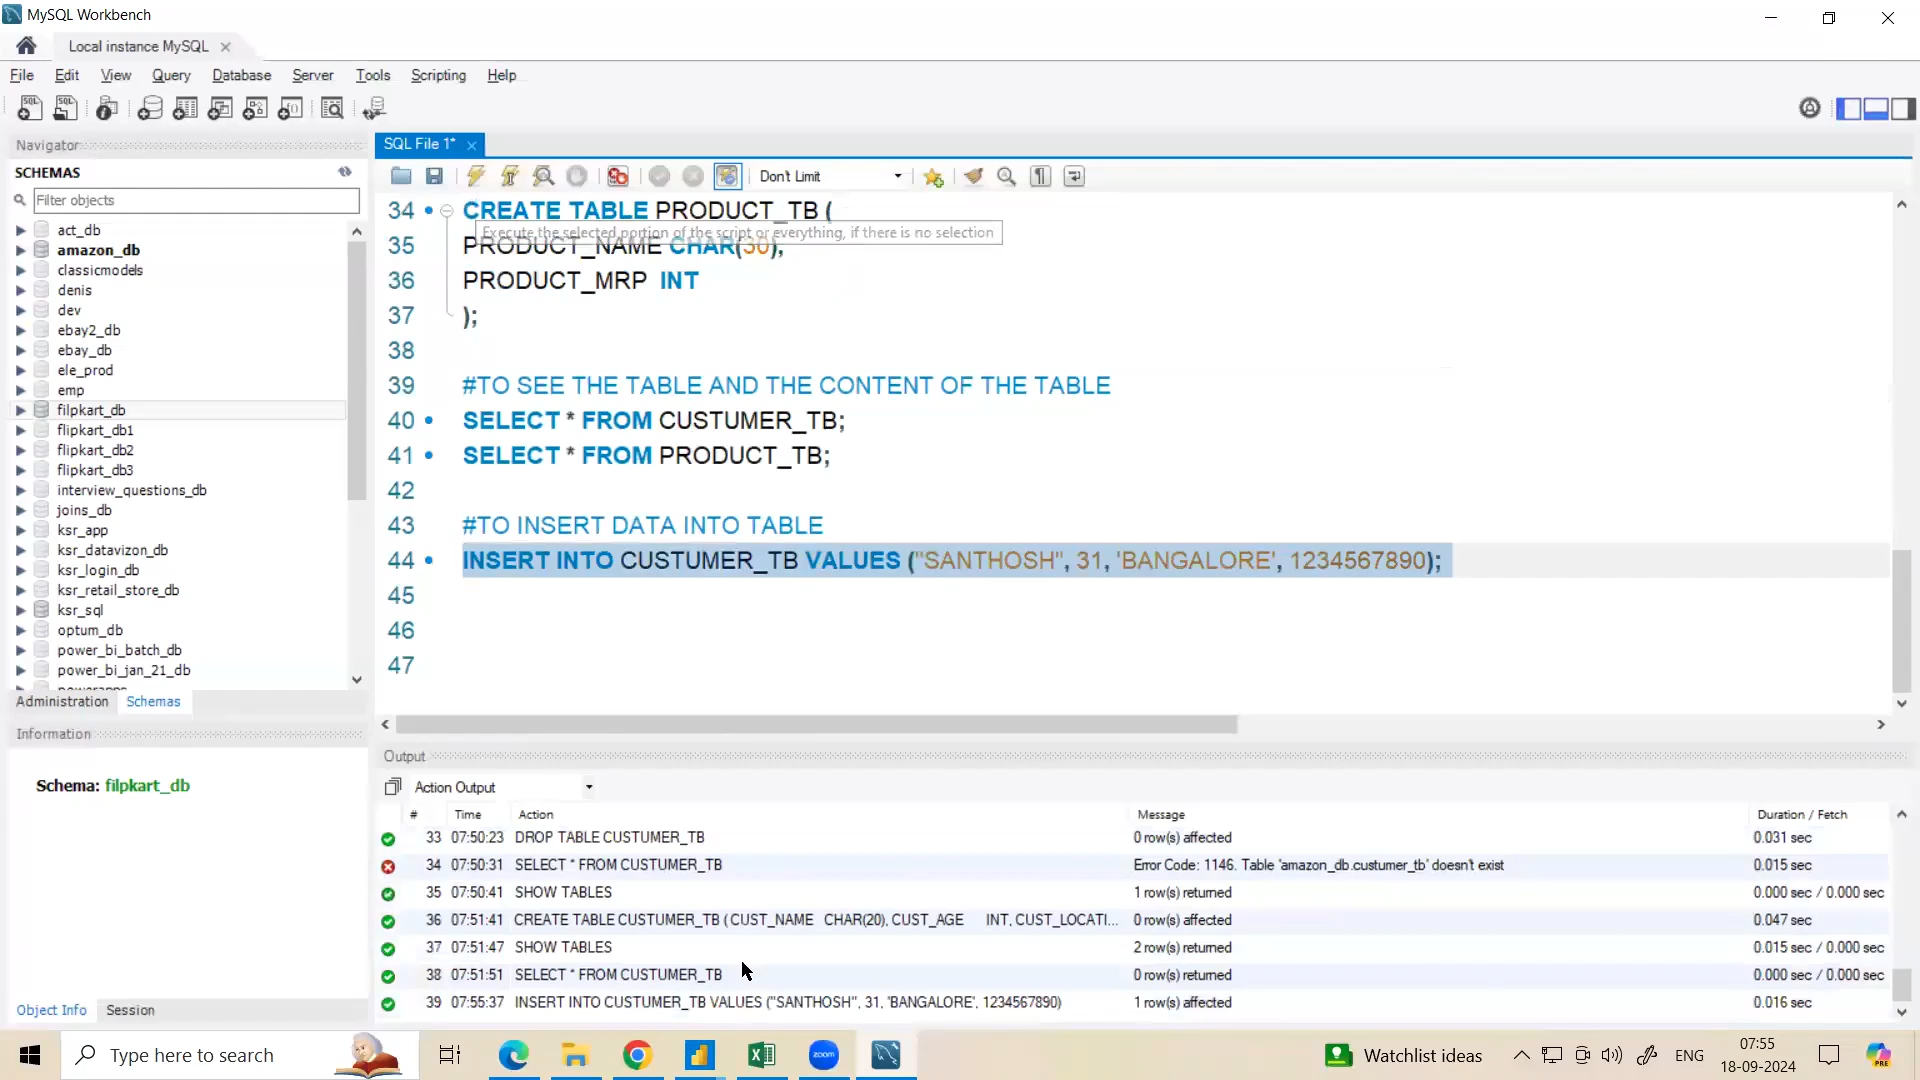 MySQL Workbench
Local instance MySQL
File Edit View Query Database Server Tools Scripting Help
Navigator
SCHEMAS
Filter objects
act_db
amazon_db
classicmodels
denis
dev
ebay2_db
ebay_db
ele_prod
emp
filpkart_db
flipkart_db1
flipkart_db2
flipkart_db3
interview_questions_db
joins_db
ksr_app
ksr_datavizon_db
ksr_login_db
ksr_retail_store_db
ksr_sql
optum_db
power_bi_batch_db
power_bi_jan_21_db
Administration Schemas
Information
Schema: filpkart_db
Object Info Session
SQL File 1*
Don't Limit
34 CREATE TABLE PRODUCT_TB (
Execute the selected portion of the script or everything, if there is no selection
35 PRODUCT_NAME CHAR(30),
36 PRODUCT_MRP INT
37 );
38
39 #TO SEE THE TABLE AND THE CONTENT OF THE TABLE
40 SELECT * FROM CUSTUMER_TB;
41 SELECT * FROM PRODUCT_TB;
42
43 #TO INSERT DATA INTO TABLE
44 INSERT INTO CUSTUMER_TB VALUES ("SANTHOSH", 31, 'BANGALORE', 1234567890);
45
46
47
Output
Action Output
# Time Action Message Duration / Fetch
33 07:50:23 DROP TABLE CUSTUMER_TB 0 row(s) affected 0.031 sec
34 07:50:31 SELECT * FROM CUSTUMER_TB Error Code: 1146. Table 'amazon_db.custumer_tb' doesn't exist 0.015 sec
35 07:50:41 SHOW TABLES 1 row(s) returned 0.000 sec / 0.000 sec
36 07:51:41 CREATE TABLE CUSTUMER_TB ( CUST_NAME CHAR(20), CUST_AGE INT, CUST_LOCATI... 0 row(s) affected 0.047 sec
37 07:51:47 SHOW TABLES 2 row(s) returned 0.015 sec / 0.000 sec
38 07:51:51 SELECT * FROM CUSTUMER_TB 0 row(s) returned 0.000 sec / 0.000 sec
39 07:55:37 INSERT INTO CUSTUMER_TB VALUES ("SANTHOSH", 31, 'BANGALORE', 1234567890) 1 row(s) affected 0.016 sec
Type here to search
zoom
Watchlist ideas
ENG
07:55
18-09-2024
PRE